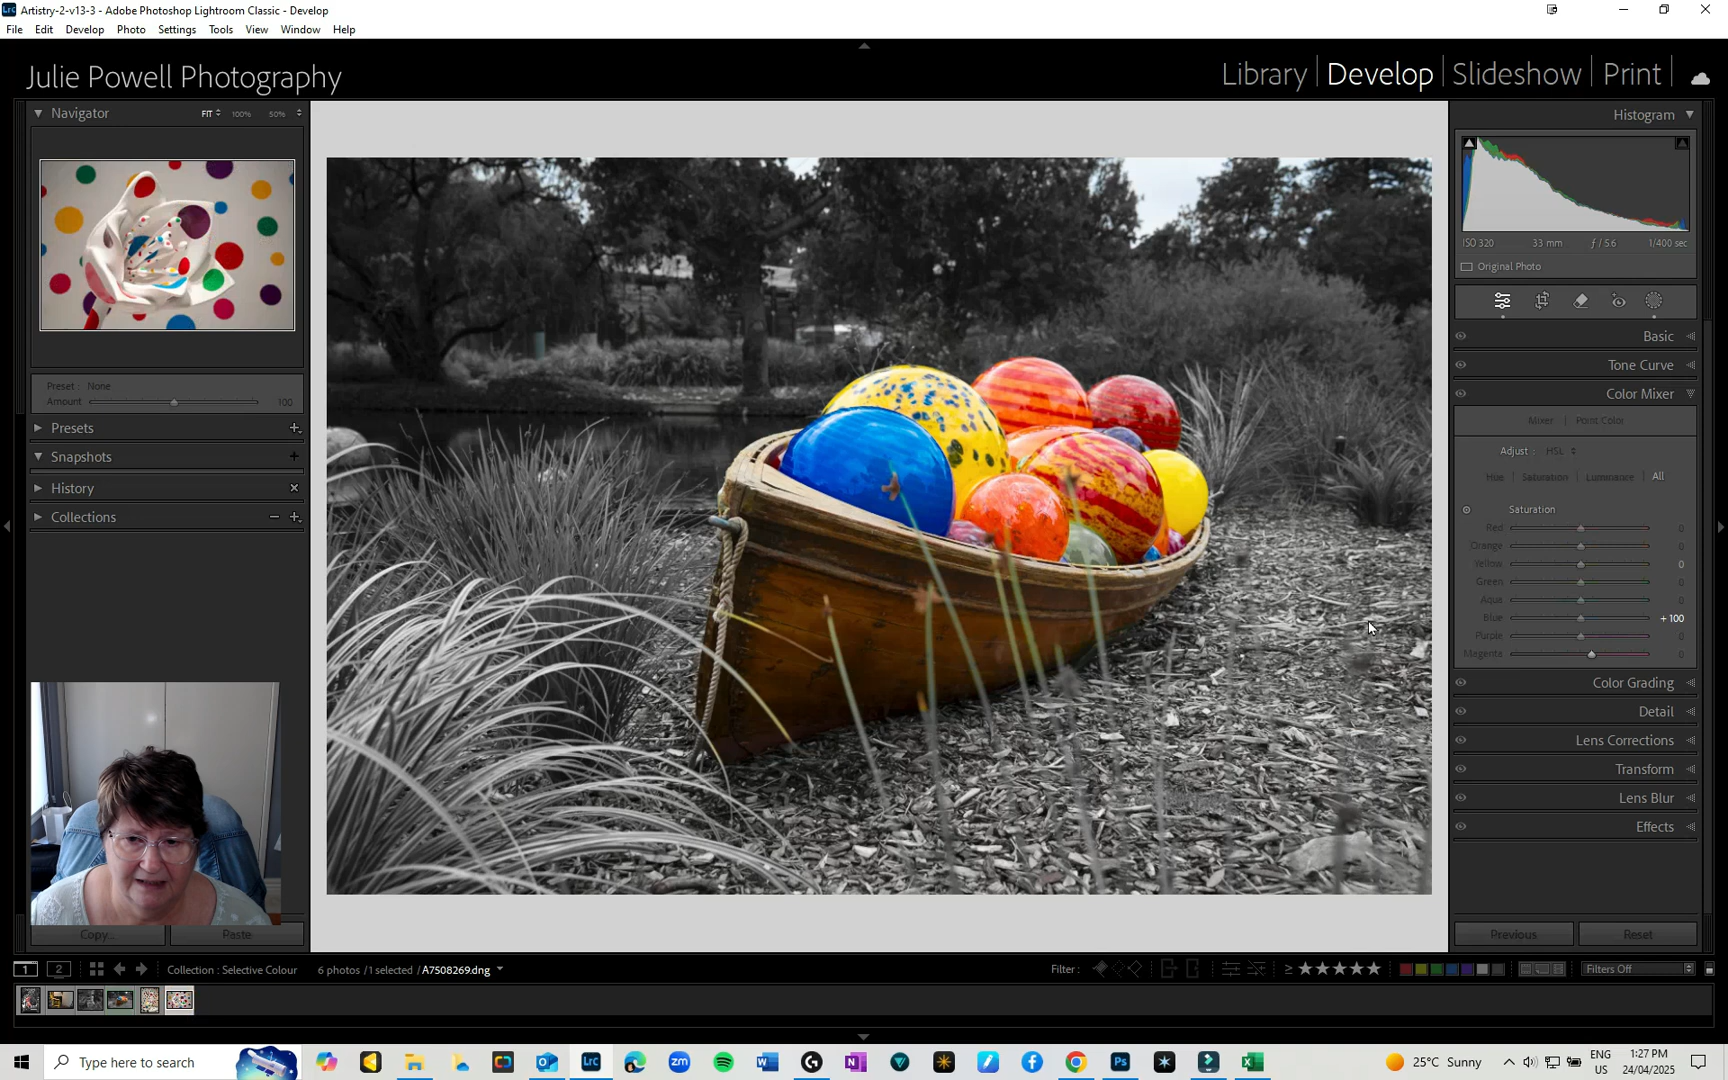 Artistry-2-v13-3 - Adobe Photoshop Lightroom Classic - Develop
File Edit Develop Photo Settings Tools View Window Help
Julie Powell Photography
Library | Develop | Slideshow | Print |
Navigator FIT 100% 50%
Histogram
ISO 320 33 mm ƒ / 5.6 1/400 sec
Original Photo
Basic
Tone Curve
Color Mixer
Mixer | Point Color
Adjust : HSL
Hue Saturation Luminance All
Saturation
Red 0
Orange 0
Yellow 0
Green 0
Aqua 0
Blue + 100
Purple 0
Magenta 0
Color Grading
Detail
Lens Corrections
Transform
Lens Blur
Effects
Preset : None
Amount 100
Presets
Snapshots
History
Collections
Copy... Paste
Previous Reset
1 2 Collection : Selective Colour 6 photos / 1 selected / A7508269.dng Filter : Filters Off
Type here to search
25°C Sunny
ENG
US
1:27 PM
24/04/2025